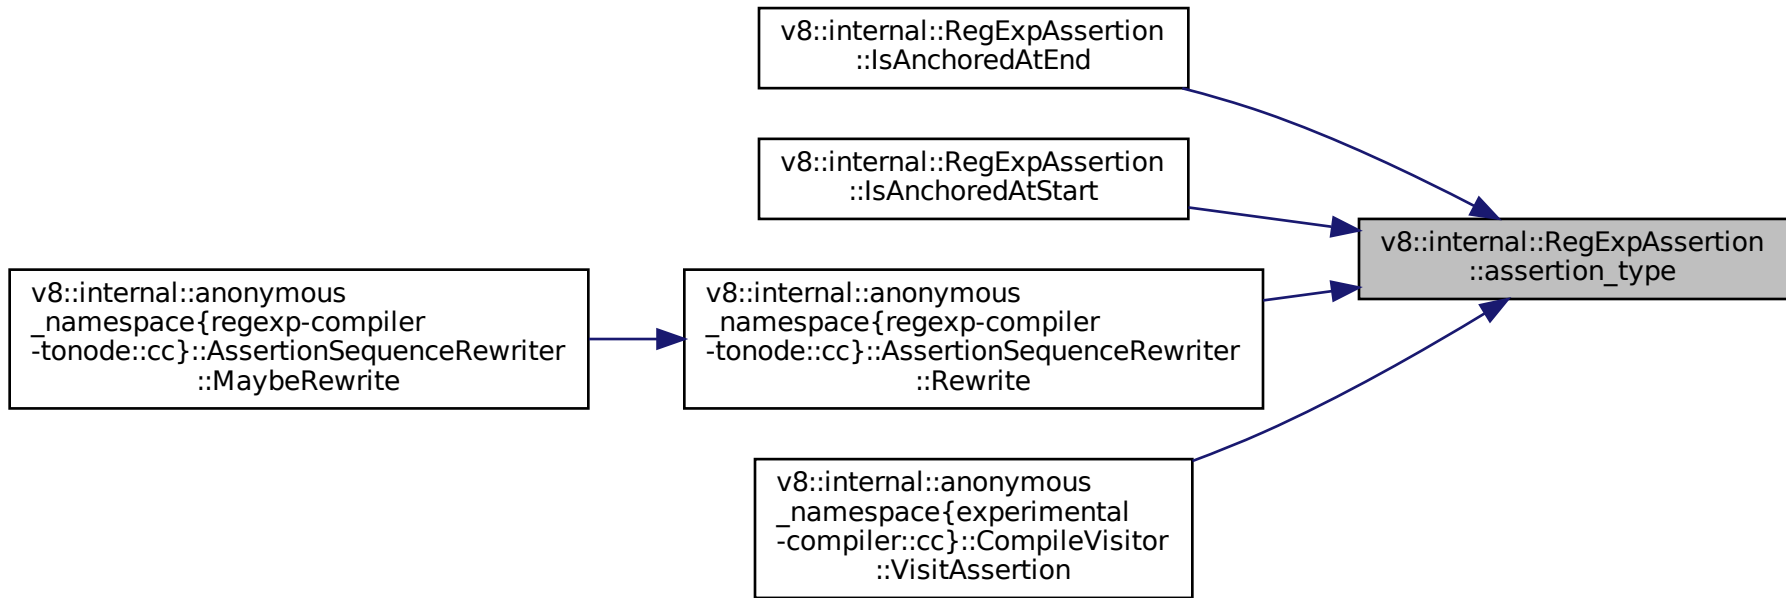 v8::internal::RegExpAssertion
::IsAnchoredAtEnd
v8::internal::RegExpAssertion
::IsAnchoredAtStart
v8::internal::RegExpAssertion
::assertion_type
v8::internal::anonymous
_namespace{regexp-compiler
-tonode::cc}::AssertionSequenceRewriter
::MaybeRewrite
v8::internal::anonymous
_namespace{regexp-compiler
-tonode::cc}::AssertionSequenceRewriter
::Rewrite
v8::internal::anonymous
_namespace{experimental
-compiler::cc}::CompileVisitor
::VisitAssertion